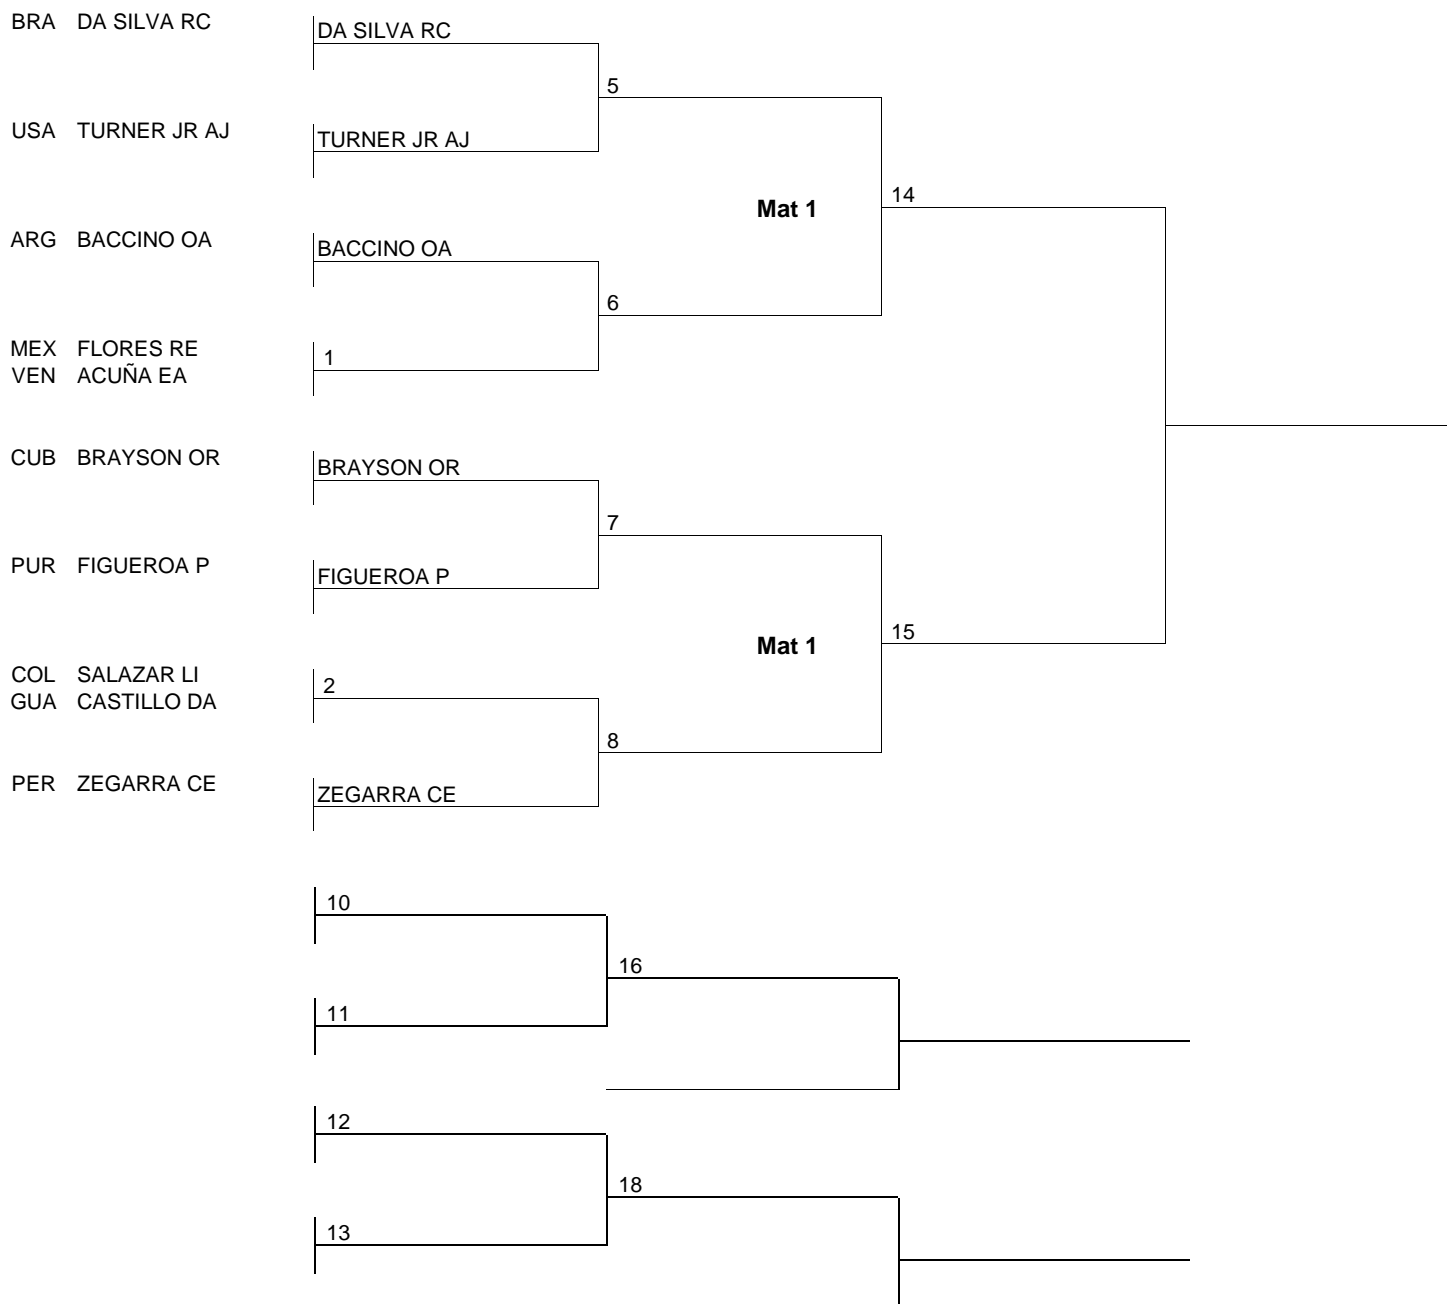 BRA DA SILVA RC
DA SILVA RC
5
USA TURNER JR AJ
TURNER JR AJ
Mat 1
14
ARG BACCINO OA
BACCINO OA
6
MEX FLORES RE
1
VEN ACUÑA EA
CUB BRAYSON OR
BRAYSON OR
7
PUR FIGUEROA P
FIGUEROA P
Mat 1
15
COL SALAZAR LI
2
GUA CASTILLO DA
8
PER ZEGARRA CE
ZEGARRA CE
10
16
11
12
18
13